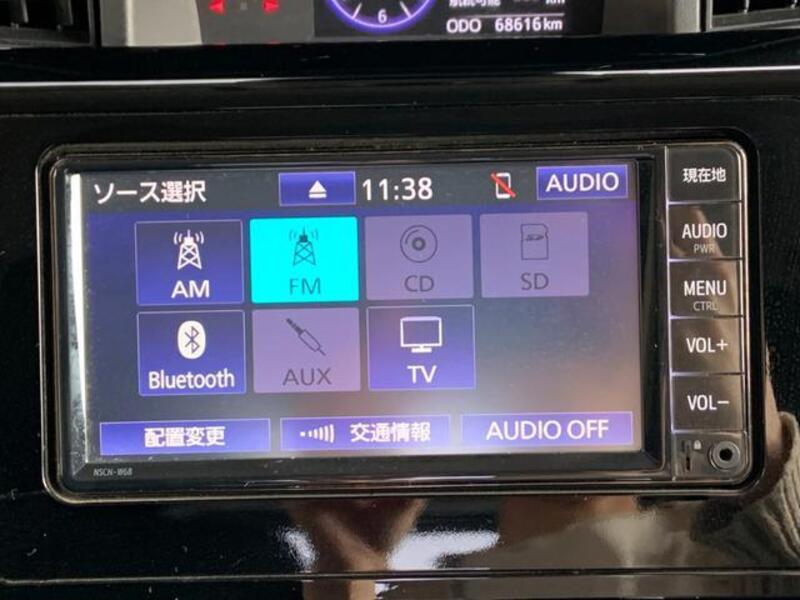 6
ODO 68616km
ソース選択 11:38 AUDIO
現在地
AM FM CD SD
AUDIO
PWR
MENU
CTRL
Bluetooth AUX TV
VOL+
VOL-
配置変更 交通情報 AUDIO OFF
NSCN-W68